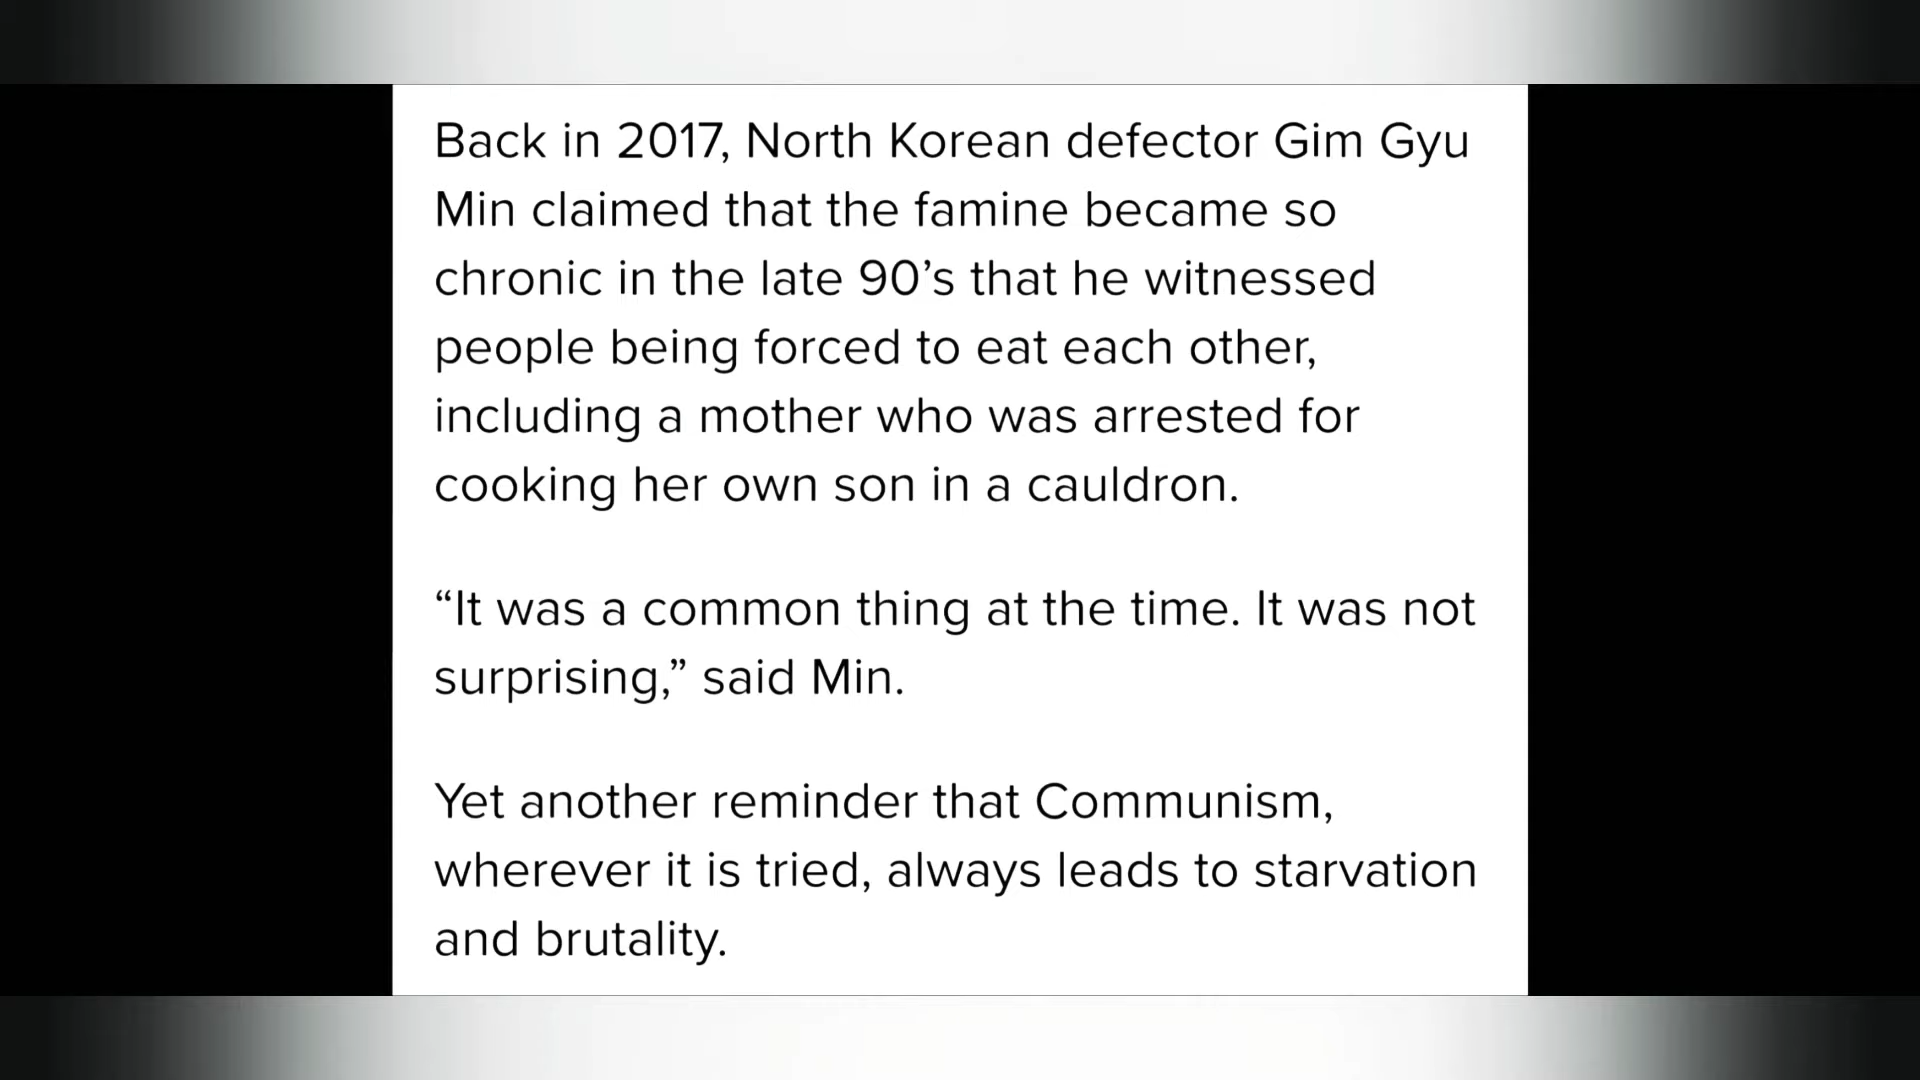 Back in 2017, North Korean defector Gim Gyu
Min claimed that the famine became so
chronic in the late 90’s that he witnessed
people being forced to eat each other,
including a mother who was arrested for
cooking her own son in a cauldron.
“It was a common thing at the time. It was not
surprising,” said Min.
Yet another reminder that Communism,
wherever it is tried, always leads to starvation
and brutality.